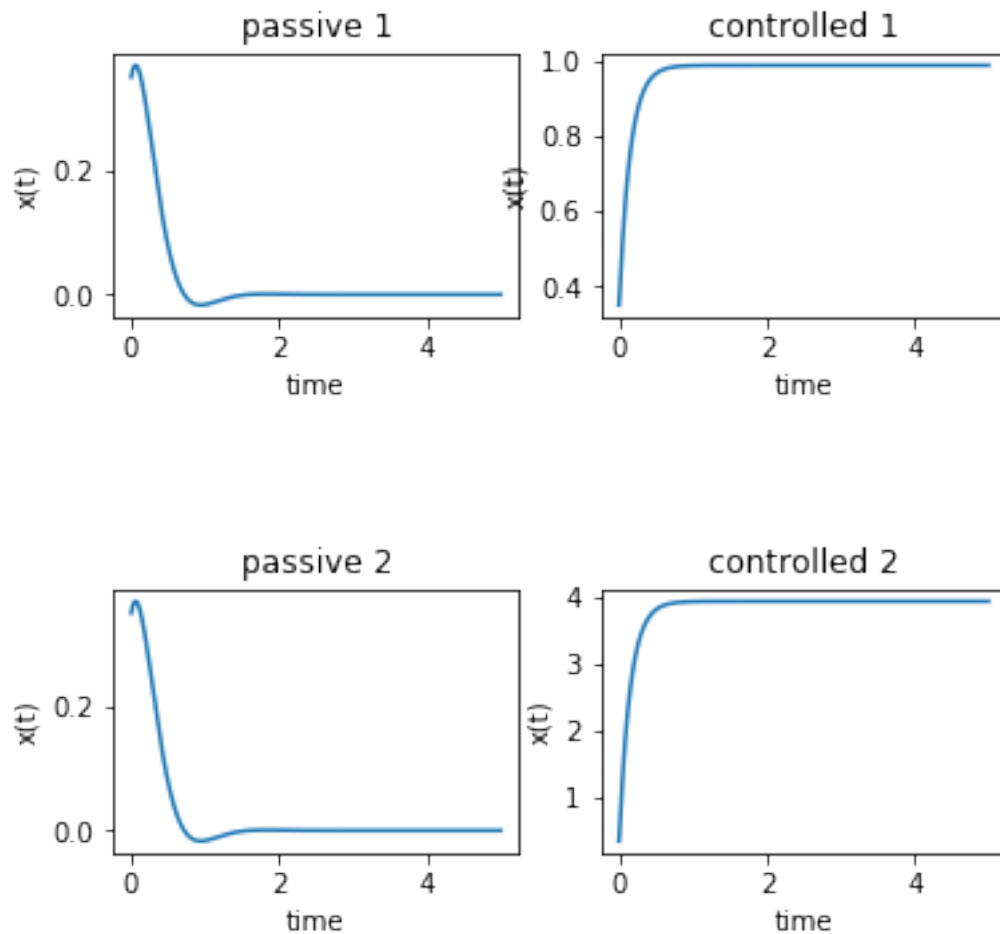 passive 1
controlled 1
x(t)
0.2
0.0
0 2 4
time
x(t)
1.0
0.8
0.6
0.4
0 2 4
time
passive 2
controlled 2
x(t)
0.2
0.0
0 2 4
time
x(t)
4
3
2
1
0 2 4
time